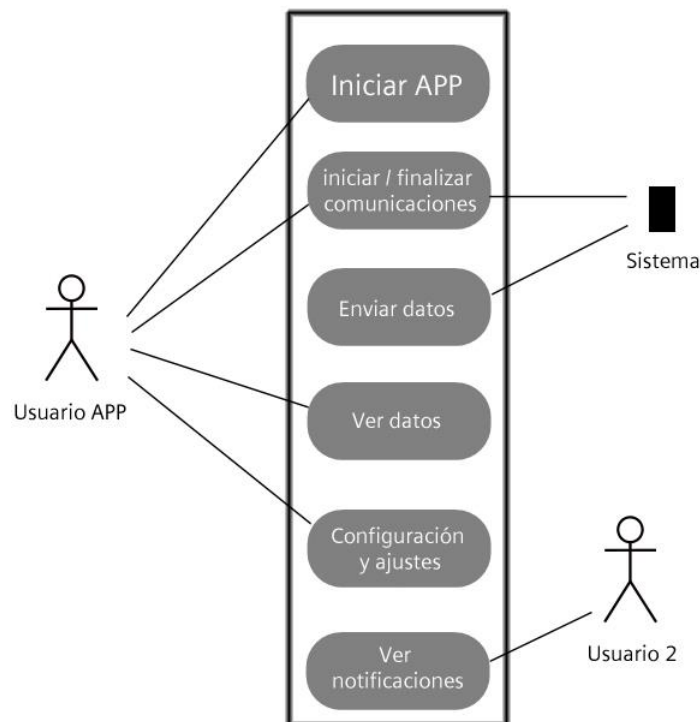 Iniciar APP
iniciar / finalizar
comunicaciones
Sistema
Enviar datos
Usuario APP
Ver datos
Configuración
y ajustes
Usuario 2
Ver
notificaciones